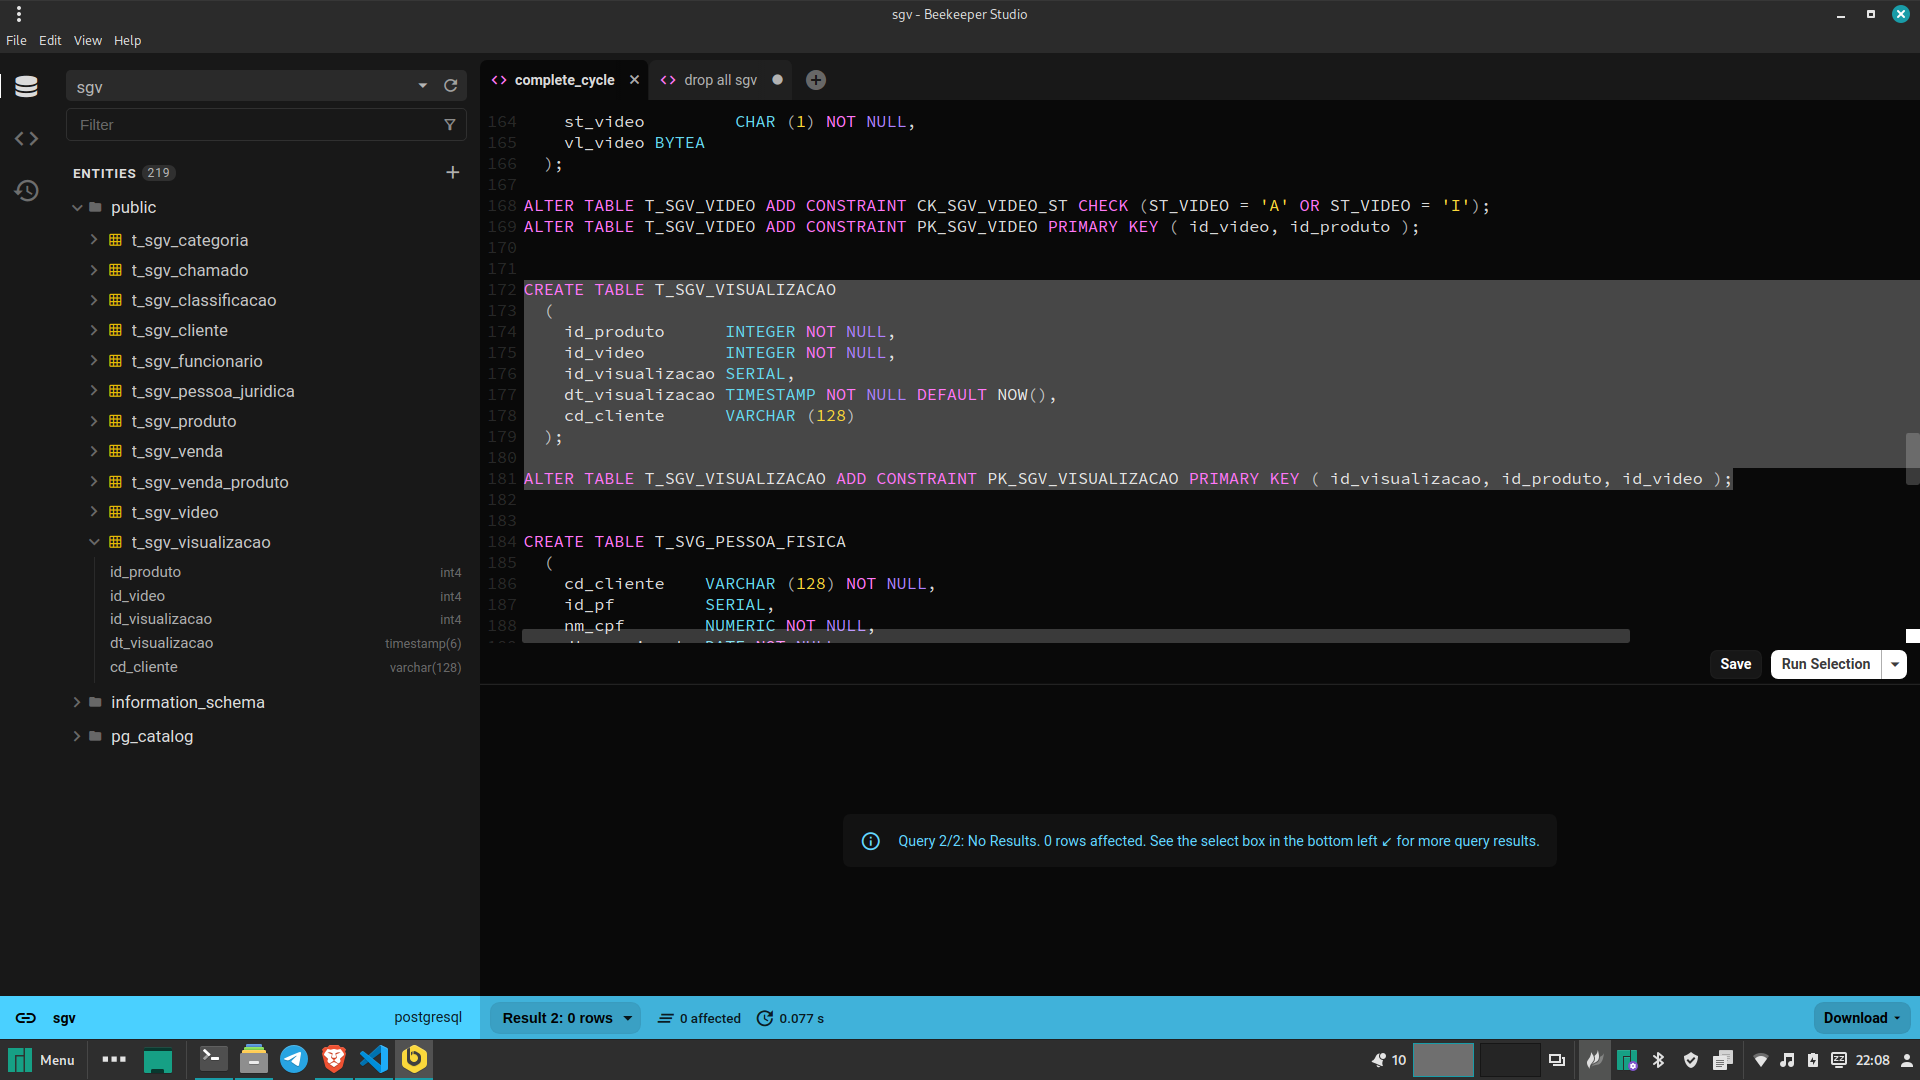 sgv - Beekeeper Studio
File Edit View Help
sgv
Filter
ENTITIES 219
public
t_sgv_categoria
t_sgv_chamado
t_sgv_classificacao
t_sgv_cliente
t_sgv_funcionario
t_sgv_pessoa_juridica
t_sgv_produto
t_sgv_venda
t_sgv_venda_produto
t_sgv_video
t_sgv_visualizacao
id_produto int4
id_video int4
id_visualizacao int4
dt_visualizacao timestamp(6)
cd_cliente varchar(128)
information_schema
pg_catalog
complete_cycle
drop all sgv
164 st_video CHAR (1) NOT NULL,
165 vl_video BYTEA
166 );
167
168 ALTER TABLE T_SGV_VIDEO ADD CONSTRAINT CK_SGV_VIDEO_ST CHECK (ST_VIDEO = 'A' OR ST_VIDEO = 'I');
169 ALTER TABLE T_SGV_VIDEO ADD CONSTRAINT PK_SGV_VIDEO PRIMARY KEY ( id_video, id_produto );
170
171
172 CREATE TABLE T_SGV_VISUALIZACAO
173 (
174 id_produto INTEGER NOT NULL,
175 id_video INTEGER NOT NULL,
176 id_visualizacao SERIAL,
177 dt_visualizacao TIMESTAMP NOT NULL DEFAULT NOW(),
178 cd_cliente VARCHAR (128)
179 );
180
181 ALTER TABLE T_SGV_VISUALIZACAO ADD CONSTRAINT PK_SGV_VISUALIZACAO PRIMARY KEY ( id_visualizacao, id_produto, id_video );
182
183
184 CREATE TABLE T_SVG_PESSOA_FISICA
185 (
186 cd_cliente VARCHAR (128) NOT NULL,
187 id_pf SERIAL,
188 nm_cpf NUMERIC NOT NULL,
Save
Run Selection
Query 2/2: No Results. 0 rows affected. See the select box in the bottom left ↙ for more query results.
sgv
postgresql
Result 2: 0 rows
0 affected
0.077 s
Download
Menu
10
22:08